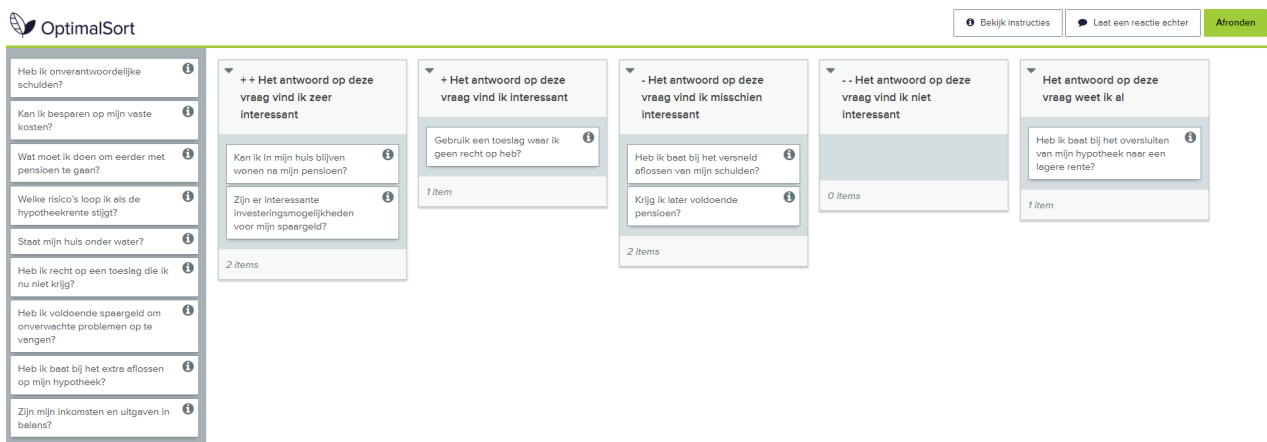 OptimalSort
Bekijk instructies
Laat een reactie achter
Afronden
Heb ik onverantwoordelijke
schulden?
Kan ik besparen op mijn vaste
kosten?
Wat moet ik doen om eerder met
pensioen te gaan?
Welke risico's loop ik als de
hypotheekrente stijgt?
Staat mijn huis onder water?
Heb ik recht op een toeslag die ik
nu niet krijg?
Heb ik voldoende spaargeld om
onverwachte problemen op te
vangen?
Heb ik baat bij het extra aflossen
op mijn hypotheek?
Zijn mijn inkomsten en uitgaven in
balans?
+ + Het antwoord op deze
vraag vind ik zeer
interessant
Kan ik in mijn huis blijven
wonen na mijn pensioen?
Zijn er interessante
investeringsmogelijkheden
voor mijn spaargeld?
2 items
+ Het antwoord op deze
vraag vind ik interessant
Gebruik een toeslag waar ik
geen recht op heb?
1 item
- Het antwoord op deze
vraag vind ik misschien
interessant
Heb ik baat bij het versneld
aflossen van mijn schulden?
Krijg ik later voldoende
pensioen?
2 items
- - Het antwoord op deze
vraag vind ik niet
interessant
0 items
Het antwoord op deze
vraag weet ik al
Heb ik baat bij het oversluiten
van mijn hypotheek naar een
lagere rente?
1 item